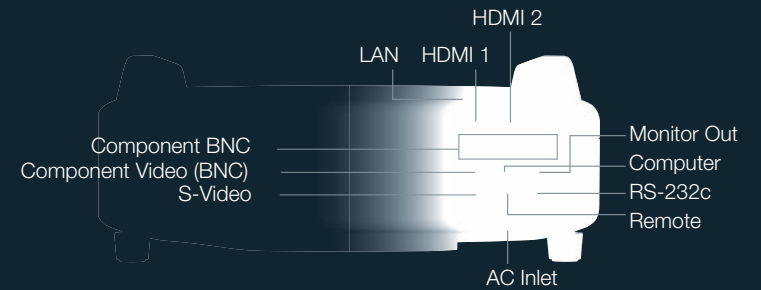 HDMI 2
LAN HDMI 1
Component BNC
Component Video (BNC)
S-Video
Monitor Out
Computer
RS-232c
Remote
AC Inlet